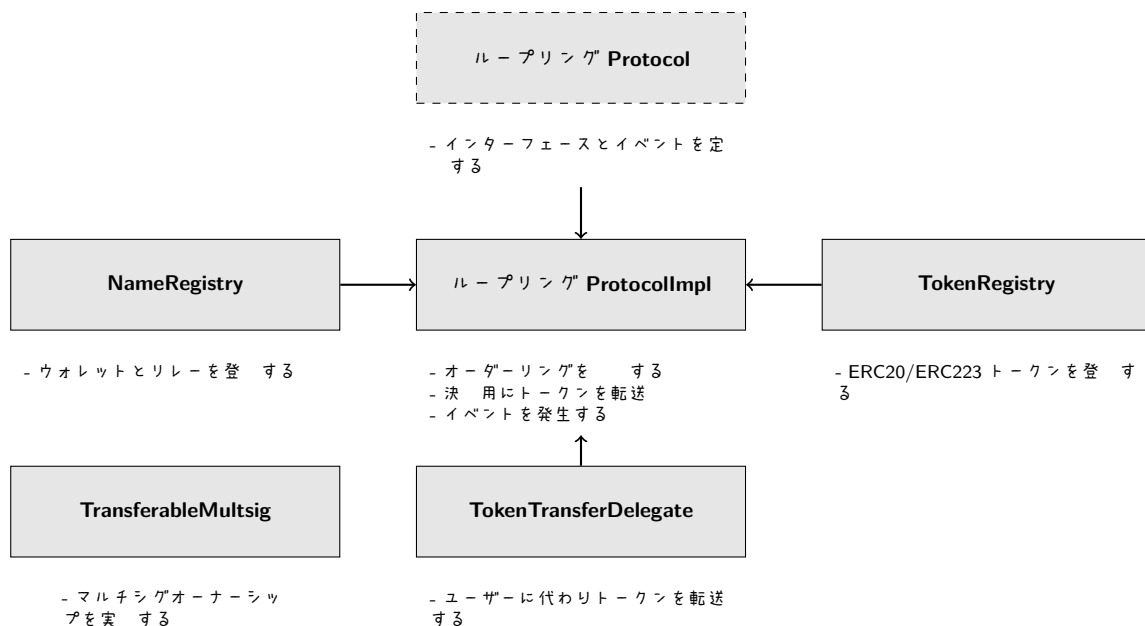 ループリング Protocol
- インターフェースとイベントを定
する
NameRegistry
ループリング ProtocolImpl
TokenRegistry
- ウォレットとリレーを登 する
- オーダーリングを する
- 決 用にトークンを転送
- イベントを発生する
- ERC20/ERC223 トークンを登 す
る
TransferableMultsig
TokenTransferDelegate
- マルチシグオーナーシッ
プを実 する
- ユーザーに代わりトークンを転送
する